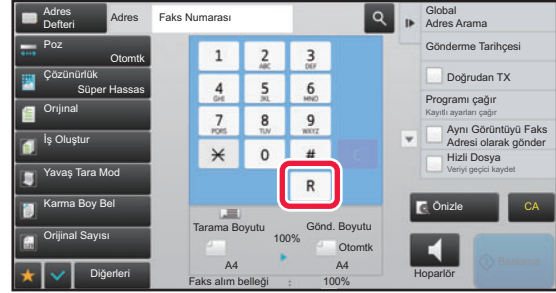 Adres
Defteri
Adres
Faks Numarası
Global
Adres Arama
Poz
Otomtk
Gönderme Tarihçesi
Çözünürlük
Süper Hassas
Doğrudan TX
Orijinal
Programı çağır
Kayıtlı ayarları çağır
İş Oluştur
Aynı Görüntüyü Faks
Adresi olarak gönder
Yavaş Tara Mod
Hizli Dosya
Veriyi geçici kaydet
Karma Boy Bel
Orijinal Sayısı
Diğerleri
1
2
ABC
3
DEF
4
GHI
5
JKL
6
MNO
7
PQRS
8
TUV
9
WXYZ
0
#
C
R
Tarama Boyutu
100%
Gönd. Boyutu
Otomtk
A4
A4
Faks alım belleği : 100%
Önizle
CA
Hoparlör